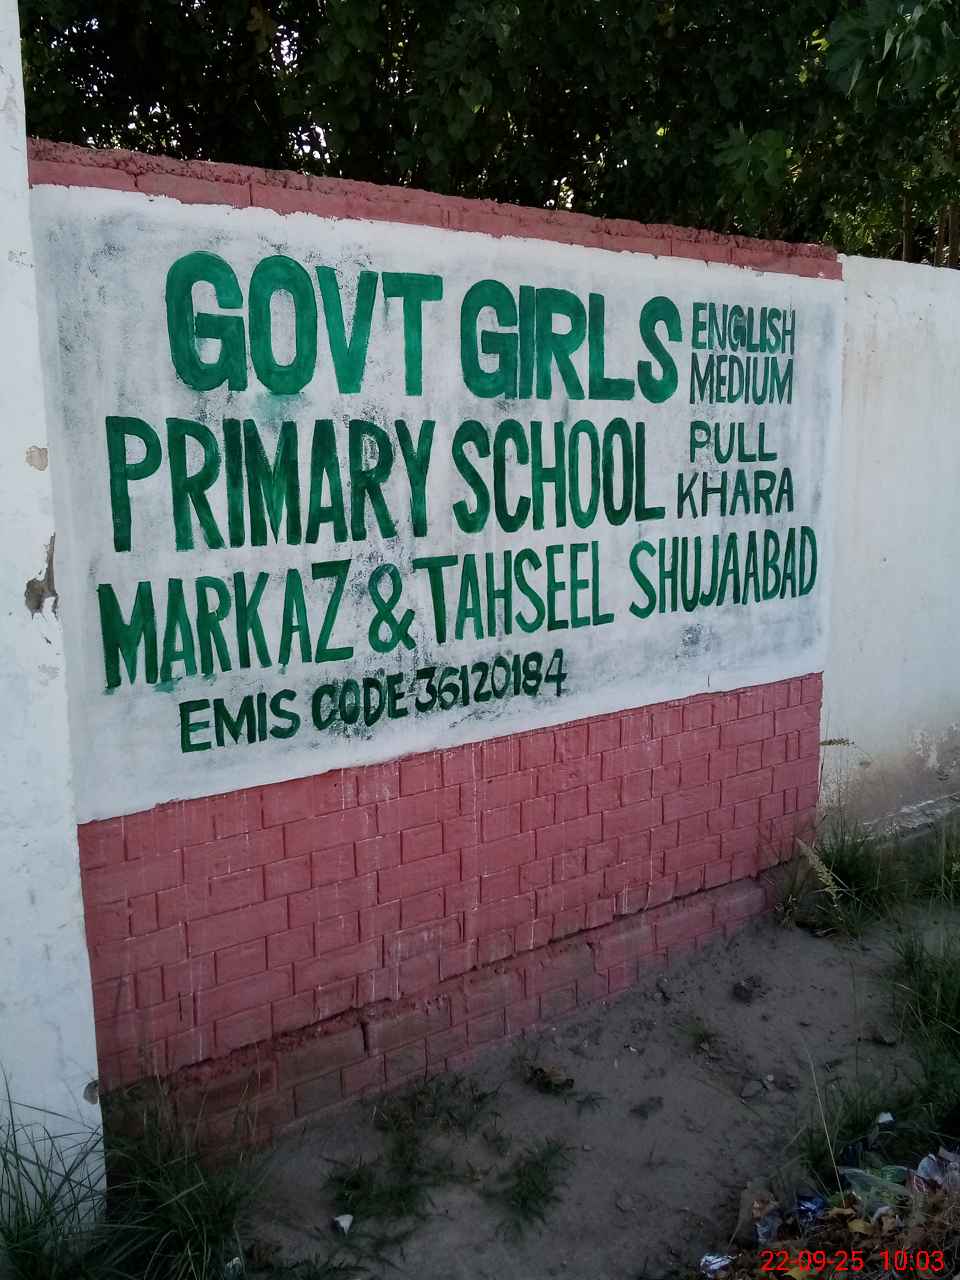 GOVT GIRLS ENGLISH MEDIUM
PRIMARY SCHOOL PULL KHARA
MARKAZ & TAHSEEL SHUJAABAD
EMIS CODE 36120184
22-09-25 10:03